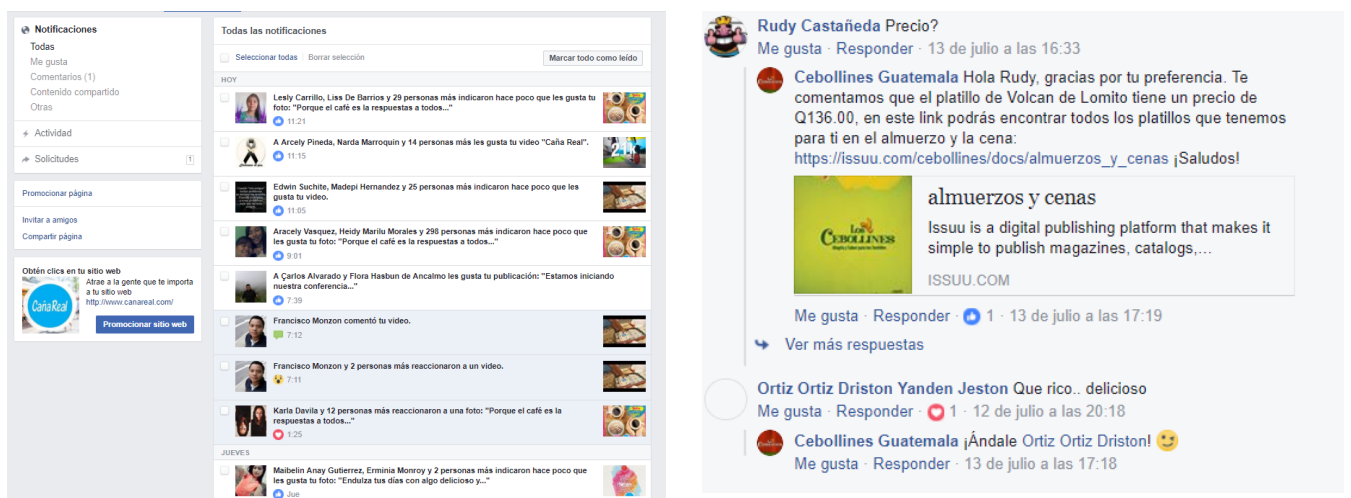 Notificaciones
Todas
Me gusta
Comentarios (1)
Contenido compartido
Otras
Actividad
Solicitudes 1
Promocionar página
Invitar a amigos
Compartir página
Obtén clics en tu sitio web
Atrae a la gente que te importa
a tu sitio web
http://www.canareal.com/
CañaReal
Promocionar sitio web
Todas las notificaciones
Seleccionar todas Borrar selección Marcar todo como leído
HOY
Lesly Carrillo, Liss De Barrios y 29 personas más indicaron hace poco que les gusta tu
foto: "Porque el café es la respuestas a todos..."
11:21
A Arcely Pineda, Narda Marroquin y 14 personas más les gusta tu video "Caña Real".
11:15
Edwin Suchite, Madepi Hernandez y 25 personas más indicaron hace poco que les
gusta tu video.
11:05
Aracely Vasquez, Heidy Marilu Morales y 298 personas más indicaron hace poco que
les gusta tu foto: "Porque el café es la respuestas a todos..."
9:01
A Carlos Alvarado y Flora Hasbun de Ancalmo les gusta tu publicación: "Estamos iniciando
nuestra conferencia..."
7:39
Francisco Monzon comentó tu video.
7:12
Francisco Monzon y 2 personas más reaccionaron a un video.
7:11
Karla Davila y 12 personas más reaccionaron a una foto: "Porque el café es la
respuestas a todos..."
1:25
JUEVES
Maibelin Anay Gutierrez, Erminia Monroy y 2 personas más indicaron hace poco que
les gusta tu foto: "Endulza tus días con algo delicioso y..."
Jue
Rudy Castañeda Precio?
Me gusta · Responder · 13 de julio a las 16:33
Cebollines Guatemala Hola Rudy, gracias por tu preferencia. Te
comentamos que el platillo de Volcan de Lomito tiene un precio de
Q136.00, en este link podrás encontrar todos los platillos que tenemos
para ti en el almuerzo y la cena:
https://issuu.com/cebollines/docs/almuerzos_y_cenas ¡Saludos!
Los
CEBOLLINES
almuerzos y cenas
Issuu is a digital publishing platform that makes it
simple to publish magazines, catalogs,...
ISSUU.COM
Me gusta · Responder · 1 · 13 de julio a las 17:19
Ver más respuestas
Ortiz Ortiz Driston Yanden Jeston Que rico.. delicioso
Me gusta · Responder · 1 · 12 de julio a las 20:18
Cebollines Guatemala ¡Ándale Ortiz Ortiz Driston! 😉
Me gusta · Responder · 13 de julio a las 17:18